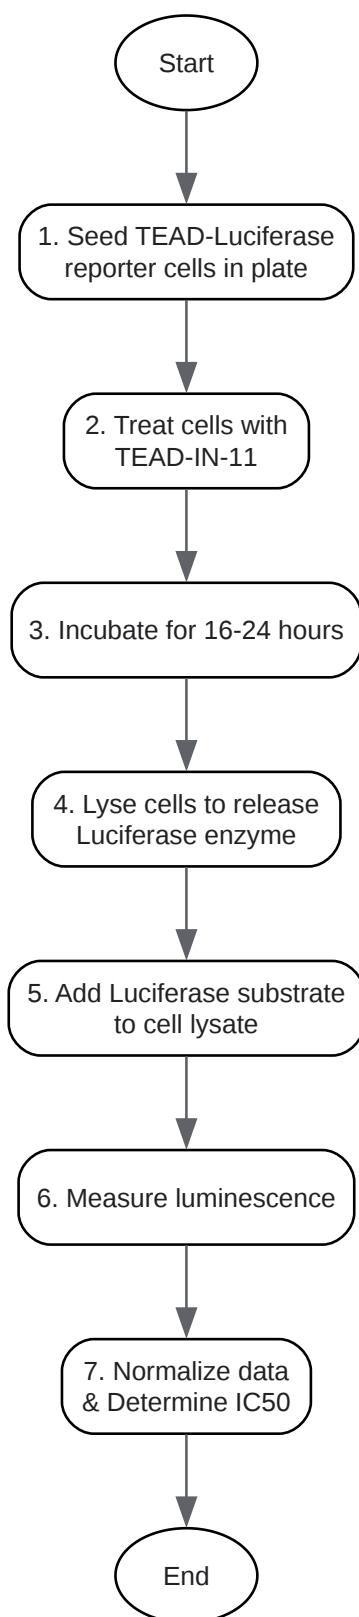 Start
1. Seed TEAD-Luciferase
reporter cells in plate
2. Treat cells with
TEAD-IN-11
3. Incubate for 16-24 hours
4. Lyse cells to release
Luciferase enzyme
5. Add Luciferase substrate
to cell lysate
6. Measure luminescence
7. Normalize data
& Determine IC50
End